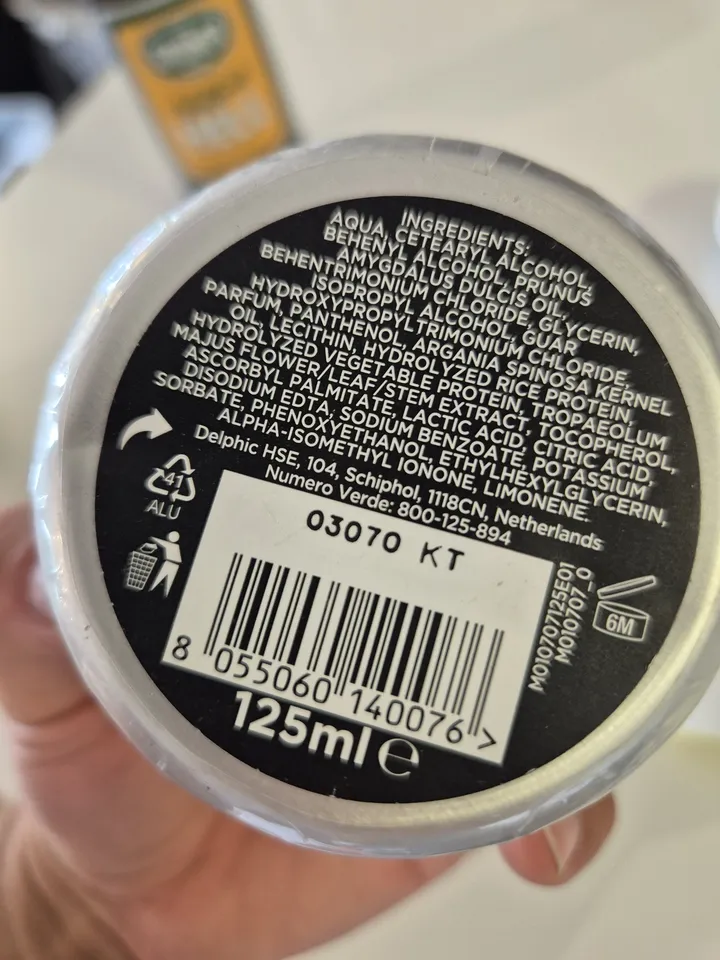 INGREDIENTS:
AQUA, CETEARYL ALCOHOL,
BEHENYL ALCOHOL, PRUNUS
AMYGDALUS DULCIS OIL,
BEHENTRIMONIUM CHLORIDE, GLYCERIN,
ISOPROPYL ALCOHOL, GUAR
HYDROXYPROPYLTRIMONIUM CHLORIDE,
PARFUM, PANTHENOL, ARGANIA SPINOSA KERNEL
OIL, LECITHIN, HYDROLYZED RICE PROTEIN,
HYDROLYZED VEGETABLE PROTEIN, TROPAEOLUM
MAJUS FLOWER/LEAF/STEM EXTRACT, TOCOPHEROL,
ASCORBYL PALMITATE, LACTIC ACID, CITRIC ACID,
DISODIUM EDTA, SODIUM BENZOATE, POTASSIUM
SORBATE, PHENOXYETHANOL, ETHYLHEXYLGLYCERIN,
ALPHA-ISOMETHYL IONONE, LIMONENE.
Delphic HSE, 104, Schiphol, 1118CN, Netherlands
Numero Verde: 800-125-894
41
ALU
03070 KT
8 055060 140076 >
MO10707125E01
MO10707_0
6M
125ml e